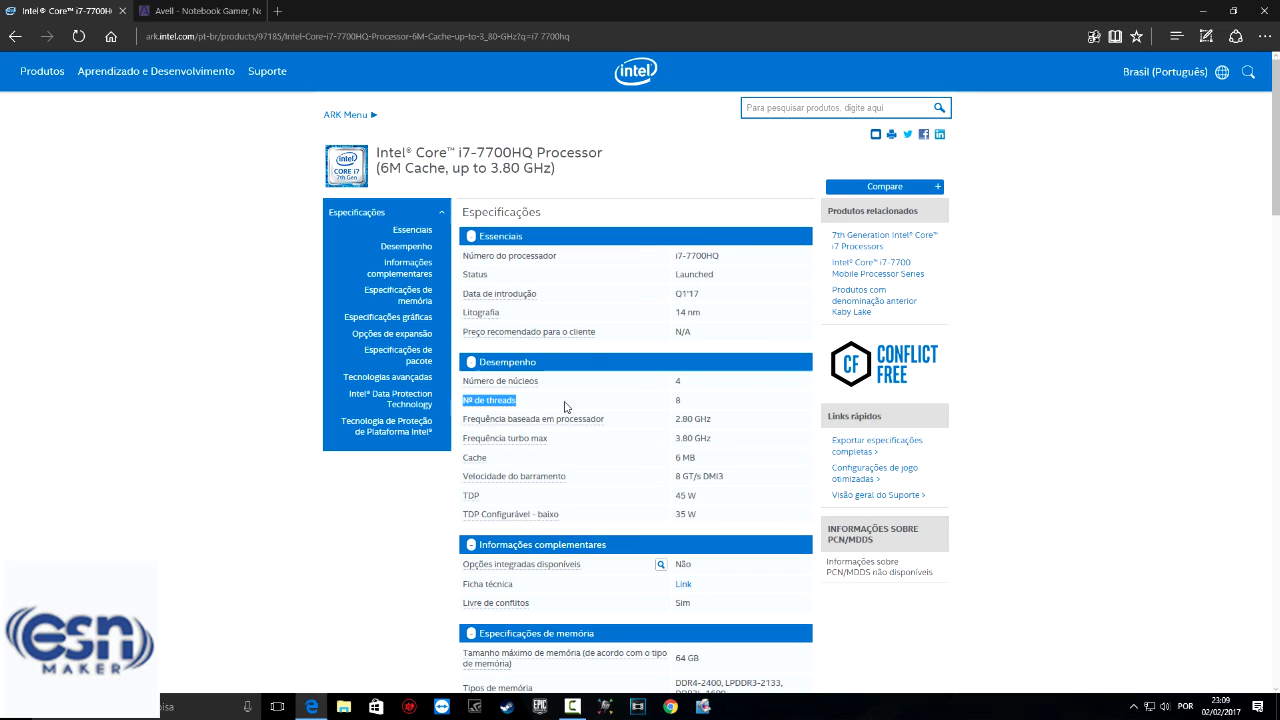 Intel® Core™ i7-7700H
Avell - Notebook Gamer, No
ark.intel.com/pt-br/products/97185/Intel-Core-i7-7700HQ-Processor-6M-Cache-up-to-3_80-GHz?q=i7 7700hq
Produtos
Aprendizado e Desenvolvimento
Suporte
intel
Brasil (Português)
ARK Menu
Para pesquisar produtos, digite aqui
intel
CORE i7
7th Gen
Intel® Core™ i7-7700HQ Processor
(6M Cache, up to 3.80 GHz)
Compare +
Especificações
Essenciais
Desempenho
Informações
complementares
Especificações de
memória
Especificações gráficas
Opções de expansão
Especificações de
pacote
Tecnologias avançadas
Intel® Data Protection
Technology
Tecnologia de Proteção
de Plataforma Intel®
Especificações
Essenciais
Número do processador i7-7700HQ
Status Launched
Data de introdução Q1'17
Litografia 14 nm
Preço recomendado para o cliente N/A
Desempenho
Número de núcleos 4
Nº de threads 8
Frequência baseada em processador 2.80 GHz
Frequência turbo max 3.80 GHz
Cache 6 MB
Velocidade do barramento 8 GT/s DMI3
TDP 45 W
TDP Configurável - baixo 35 W
Informações complementares
Opções integradas disponíveis Não
Ficha técnica Link
Livre de conflitos Sim
Especificações de memória
Tamanho máximo de memória (de acordo com o tipo
de memória) 64 GB
Tipos de memória DDR4-2400, LPDDR3-2133,
Produtos relacionados
7th Generation Intel® Core™
i7 Processors
Intel® Core™ i7-7700
Mobile Processor Series
Produtos com
denominação anterior
Kaby Lake
CF CONFLICT
FREE
Links rápidos
Exportar especificações
completas >
Configurações de jogo
otimizadas >
Visão geral do Suporte >
INFORMAÇÕES SOBRE
PCN/MDDS
Informações sobre
PCN/MDDS não disponíveis
esn
MAKER
isa
EPIC
POR
23:09
02/02/2017